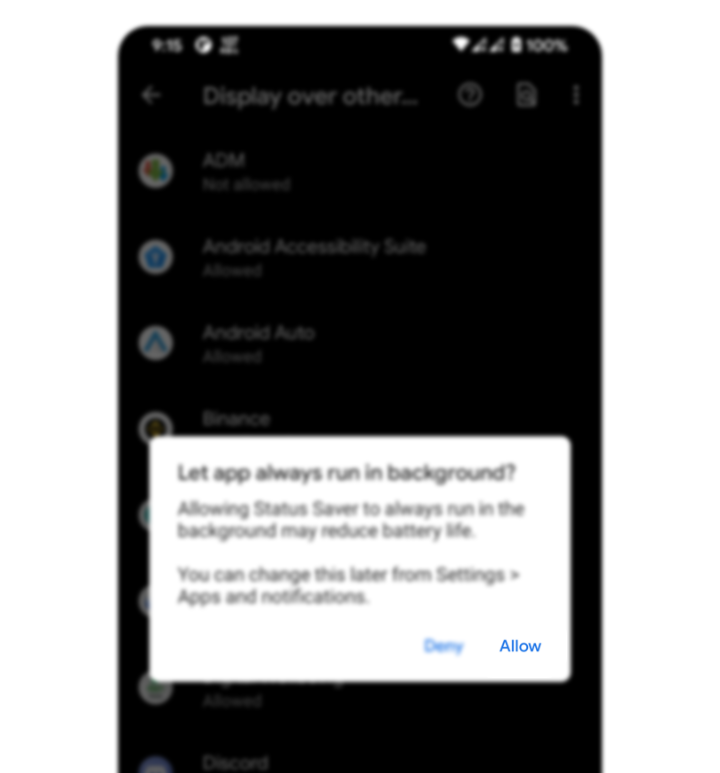 9:15
100%
Display over other...
ADM
Not allowed
Android Accessibility Suite
Allowed
Android Auto
Allowed
Binance
Let app always run in background?
Allowing Status Saver to always run in the
background may reduce battery life.
You can change this later from Settings >
Apps and notifications.
Deny
Allow
Allowed
Discord